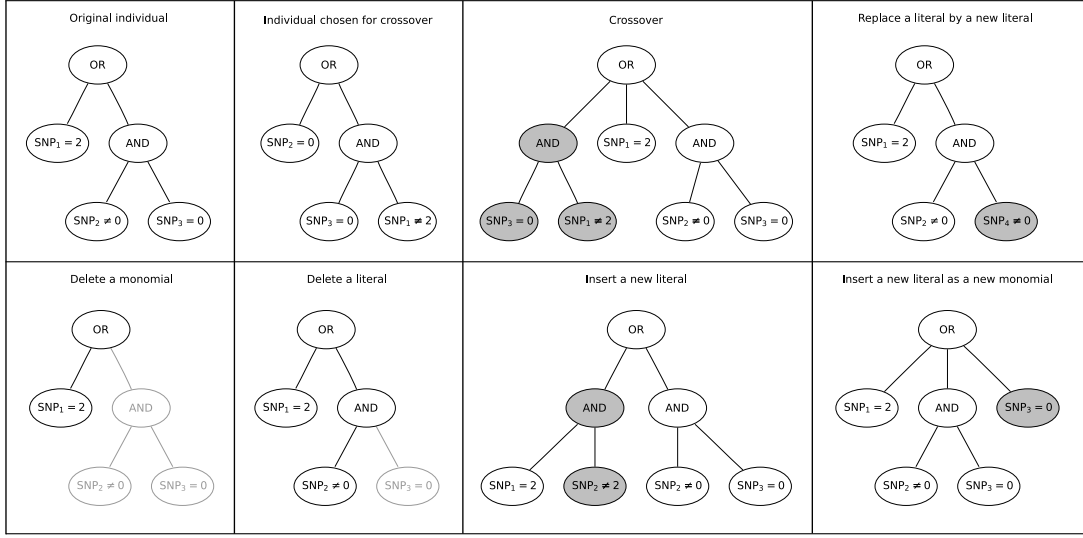 Original individual
OR
SNP₁ = 2
AND
SNP₂ ≠ 0
SNP₃ = 0
Individual chosen for crossover
OR
SNP₂ = 0
AND
SNP₃ = 0
SNP₁ ≠ 2
Crossover
OR
AND
SNP₁ = 2
AND
SNP₃ = 0
SNP₁ ≠ 2
SNP₂ ≠ 0
SNP₃ = 0
Replace a literal by a new literal
OR
SNP₁ = 2
AND
SNP₂ ≠ 0
SNP₄ ≠ 0
Delete a monomial
OR
SNP₁ = 2
AND
SNP₂ ≠ 0
SNP₃ = 0
Delete a literal
OR
SNP₁ = 2
AND
SNP₂ ≠ 0
SNP₃ = 0
Insert a new literal
OR
AND
AND
SNP₁ = 2
SNP₂ ≠ 2
SNP₂ ≠ 0
SNP₃ = 0
Insert a new literal as a new monomial
OR
SNP₁ = 2
AND
SNP₃ = 0
SNP₂ ≠ 0
SNP₃ = 0